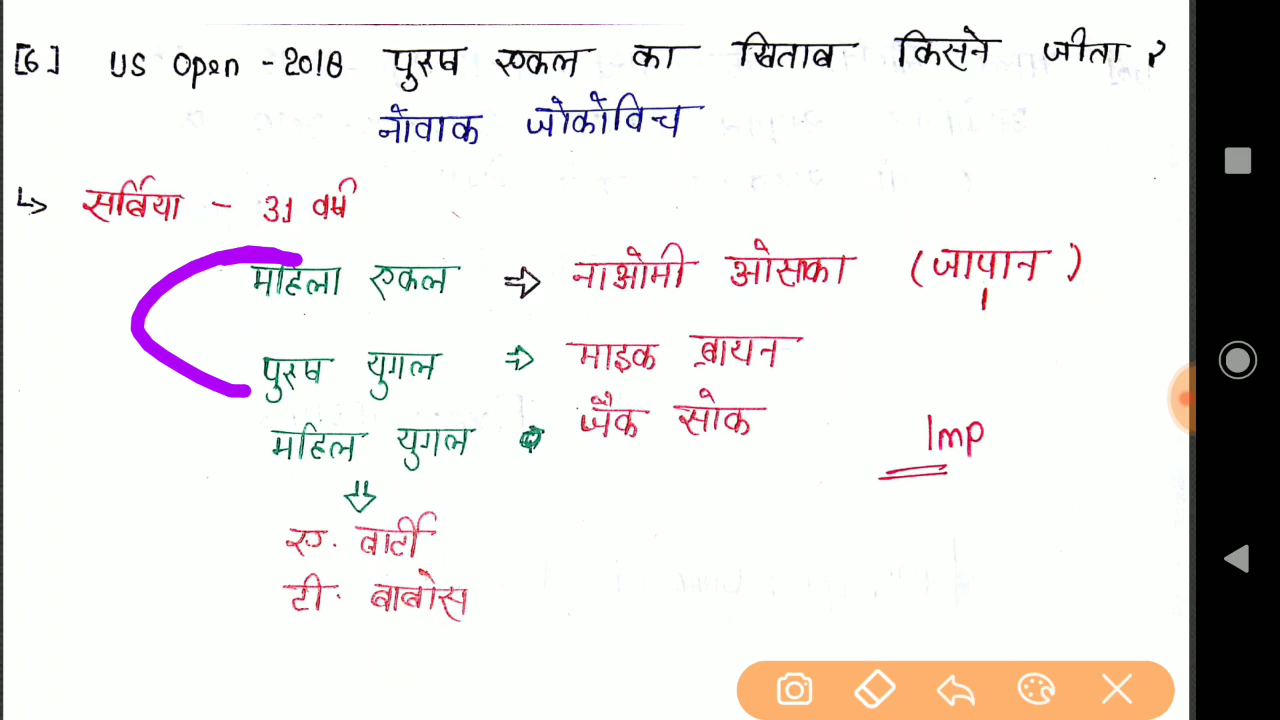 [6] US Open - 2018 पुरुष एकल का खिताब किसने जीता ?
नोवाक जोकोविच
↳ सर्बिया - 31 वर्ष
महिला एकल ⇒ नाओमी ओसाका (जापान)
पुरुष युगल ⇒ माइक ब्रायन
जैक सोक
महिल युगल
Imp
⇓
ए. बार्टी
टी. बाबोस